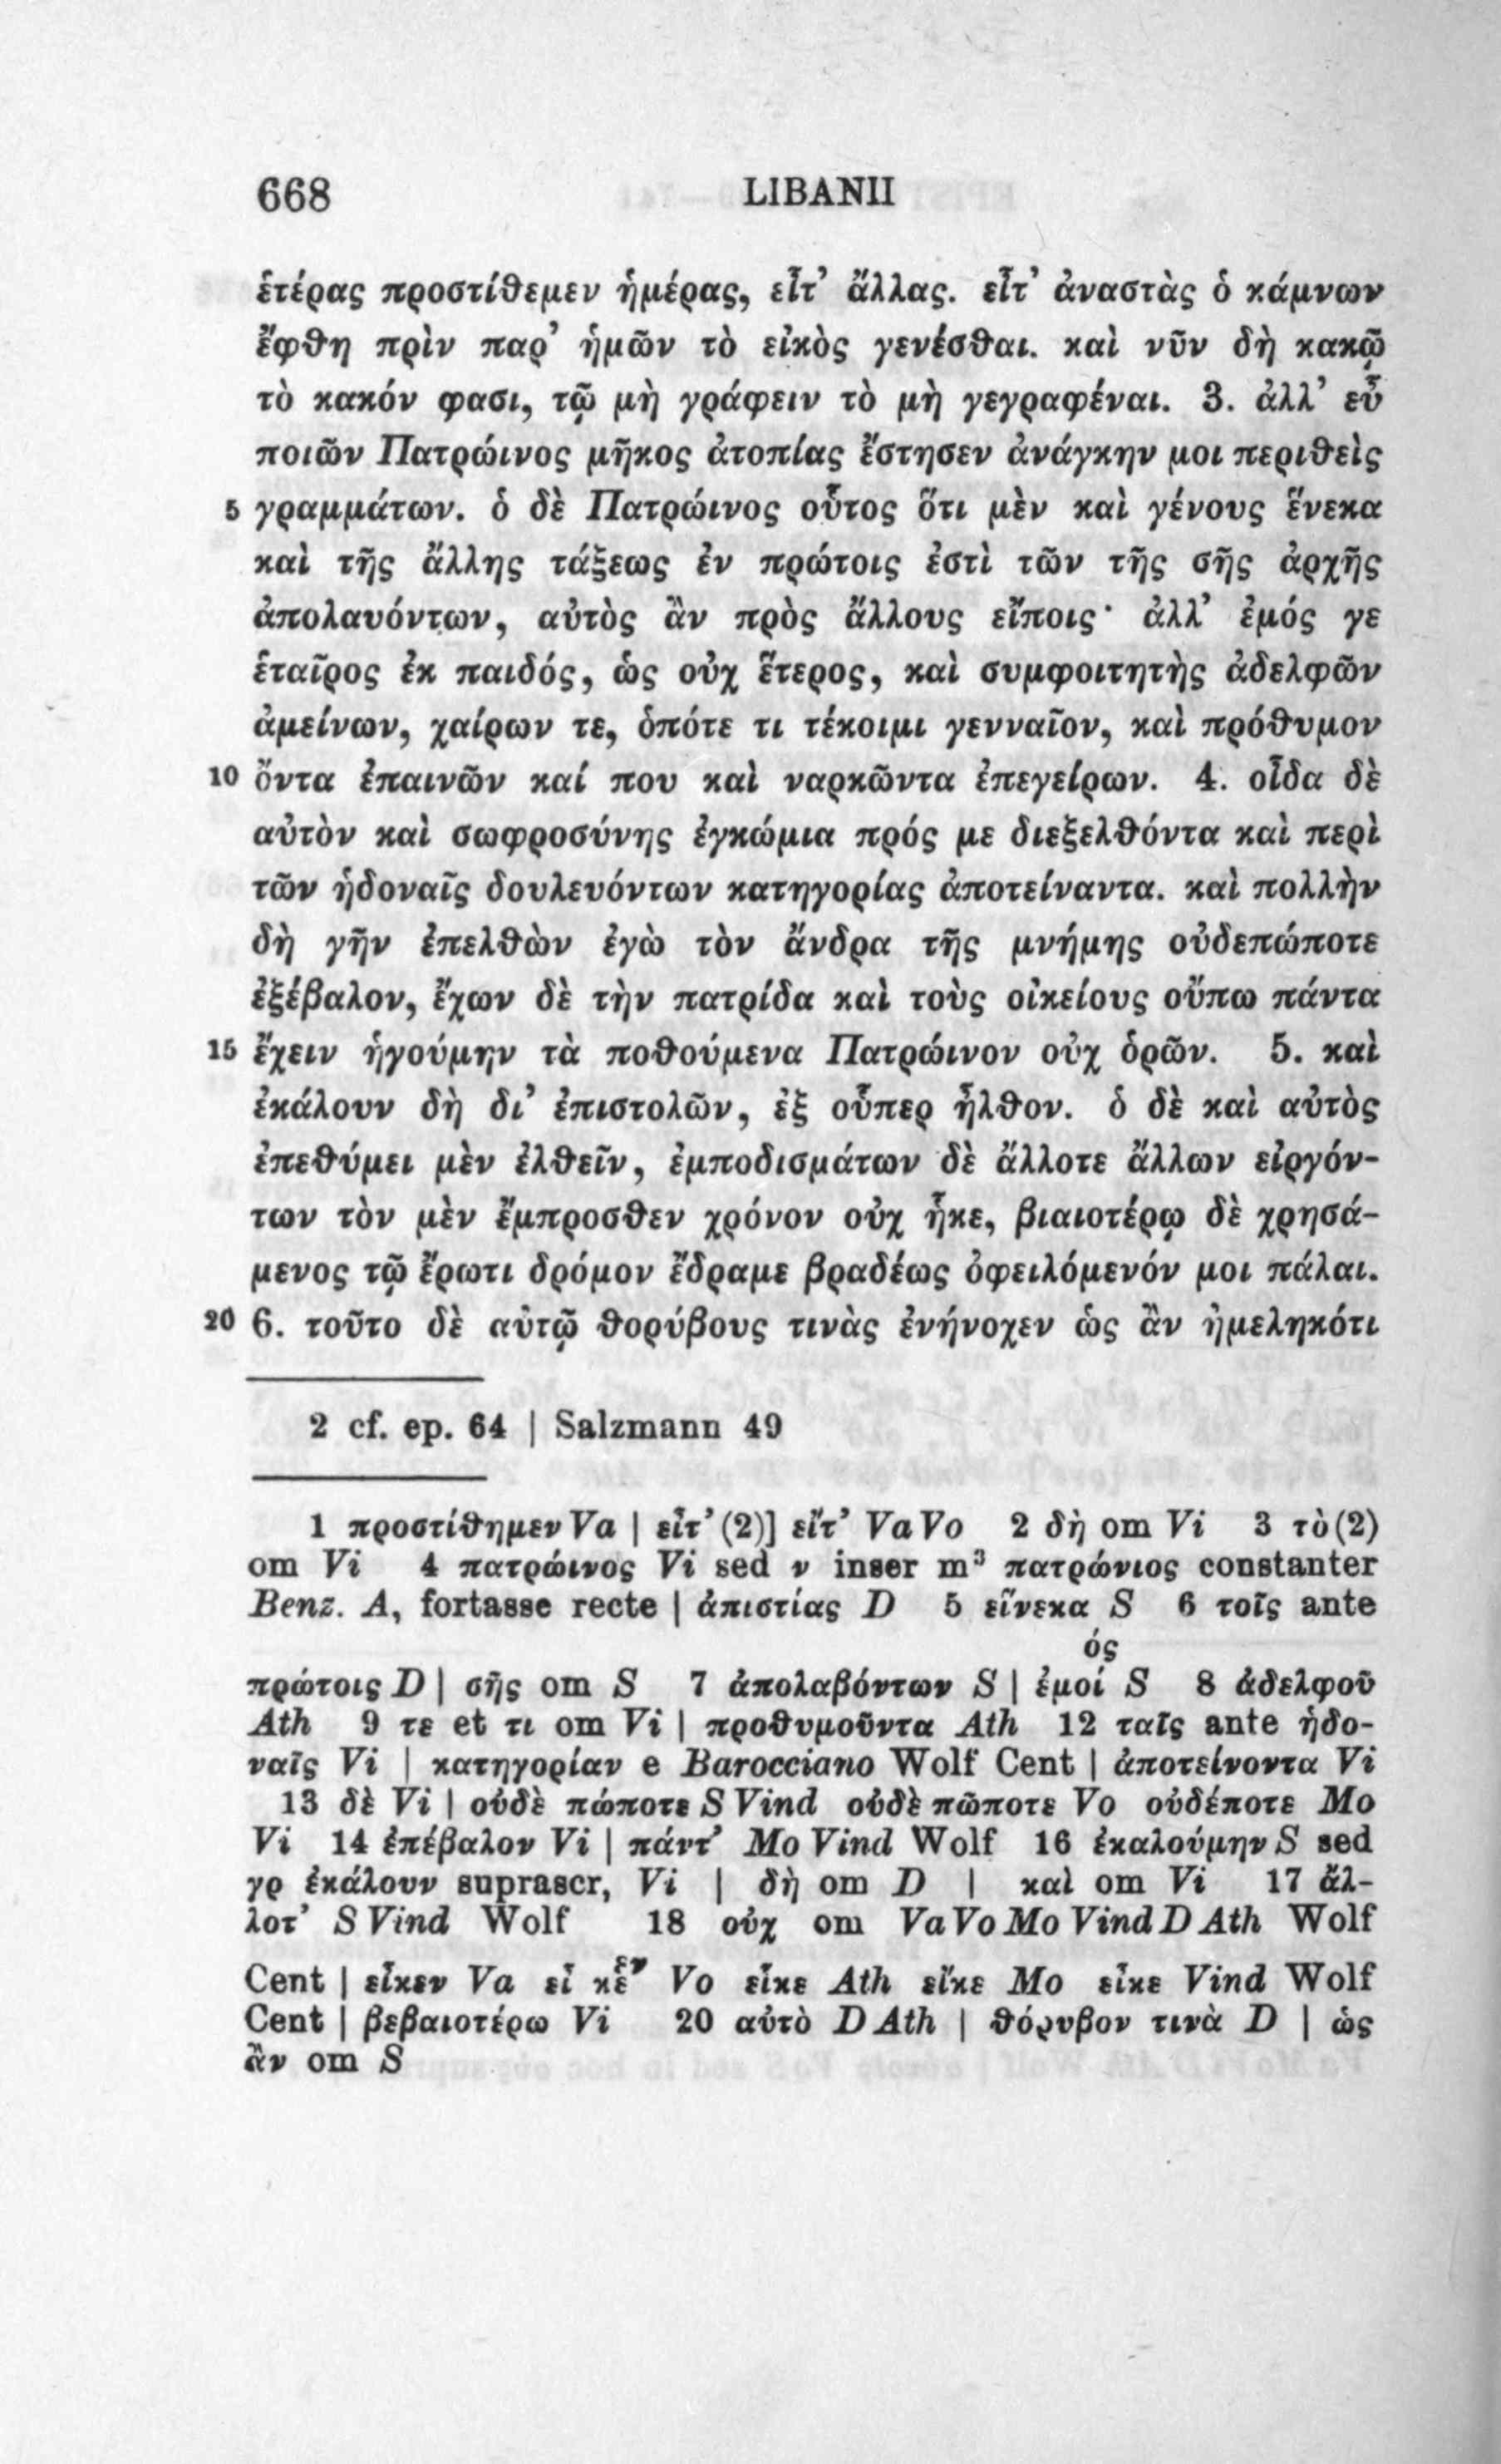 668 LIBANII
ἑτέρας προστίθεμεν ἡμέρας, εἶτ’ ἄλλας. εἶτ’ ἀναστὰς ὁ κάμνων
ἔφθη πρὶν παρ’ ἡμῶν τὸ εἰκὸς γενέσθαι. καὶ νῦν δὴ κακῷ
τὸ κακόν φασι, τῷ μὴ γράφειν τὸ μὴ γεγραφέναι. 3. ἀλλ’ εὖ
ποιῶν Πατρώινος μῆκος ἀτοπίας ἔστησεν ἀνάγκην μοι περιθεὶς
5 γραμμάτων. ὁ δὲ Πατρώινος οὗτος ὅτι μὲν καὶ γένους ἕνεκα
καὶ τῆς ἄλλης τάξεως ἐν πρώτοις ἐστὶ τῶν τῆς σῆς ἀρχῆς
ἀπολαυόντων, αὐτὸς ἂν πρὸς ἄλλους εἴποις· ἀλλ’ ἐμός γε
ἑταῖρος ἐκ παιδός, ὡς οὐχ ἕτερος, καὶ συμφοιτητὴς ἀδελφῶν
ἀμείνων, χαίρων τε, ὁπότε τι τέκοιμι γενναῖον, καὶ πρόθυμον
10 ὄντα ἐπαινῶν καί που καὶ ναρκῶντα ἐπεγείρων. 4. οἶδα δὲ
αὐτὸν καὶ σωφροσύνης ἐγκώμια πρός με διεξελθόντα καὶ περὶ
τῶν ἡδοναῖς δουλευόντων κατηγορίας ἀποτείναντα. καὶ πολλὴν
δὴ γῆν ἐπελθὼν ἐγὼ τὸν ἄνδρα τῆς μνήμης οὐδεπώποτε
ἐξέβαλον, ἔχων δὲ τὴν πατρίδα καὶ τοὺς οἰκείους οὔπω πάντα
15 ἔχειν ἡγούμην τὰ ποθούμενα Πατρώινον οὐχ ὁρῶν. 5. καὶ
ἐκάλουν δὴ δι’ ἐπιστολῶν, ἐξ οὗπερ ἦλθον. ὁ δὲ καὶ αὐτὸς
ἐπεθύμει μὲν ἐλθεῖν, ἐμποδισμάτων δὲ ἄλλοτε ἄλλων εἰργόν-
των τὸν μὲν ἔμπροσθεν χρόνον οὐχ ἧκε, βιαιοτέρῳ δὲ χρησά-
μενος τῷ ἔρωτι δρόμον ἔδραμε βραδέως ὀφειλόμενόν μοι πάλαι.
20 6. τοῦτο δὲ αὐτῷ θορύβους τινὰς ἐνήνοχεν ὡς ἂν ἠμεληκότι
2 cf. ep. 64 | Salzmann 49
1 προστίθημεν Va | εἶτ’ (2)] εἴτ’ Va Vo 2 δὴ om Vi 3 τὸ (2)
om Vi 4 πατρώινος Vi sed ν inser m³ πατρώνιος constanter
Benz. A, fortasse recte | ἀπιστίας D 5 εἵνεκα S 6 τοῖς ante
ός
πρώτοις D | σῆς om S 7 ἀπολαβόντων S | ἐμοί S 8 ἀδελφοῦ
Ath 9 τε et τι om Vi | προθυμοῦντα Ath 12 ταῖς ante ἡδο-
ναῖς Vi | κατηγορίαν e Barocciano Wolf Cent | ἀποτείνοντα Vi
13 δὲ Vi | οὐδὲ πώποτε S Vind οὐδὲ πῶποτε Vo οὐδέποτε Mo
Vi 14 ἐπέβαλον Vi | πάντ’ Mo Vind Wolf 16 ἐκαλούμην S sed
γρ ἐκάλουν suprascr, Vi | δὴ om D | καὶ om Vi 17 ἄλ-
λοτ’ S Vind Wolf 18 οὐχ om Va Vo Mo Vind D Ath Wolf
Cent | εἶκεν Va εἶ κὲεν Vo εἶκε Ath εἴκε Mo εἶκε Vind Wolf
Cent | βεβαιοτέρω Vi 20 αὐτὸ D Ath | θόρυβον τινὰ D | ὡς
ἂν om S